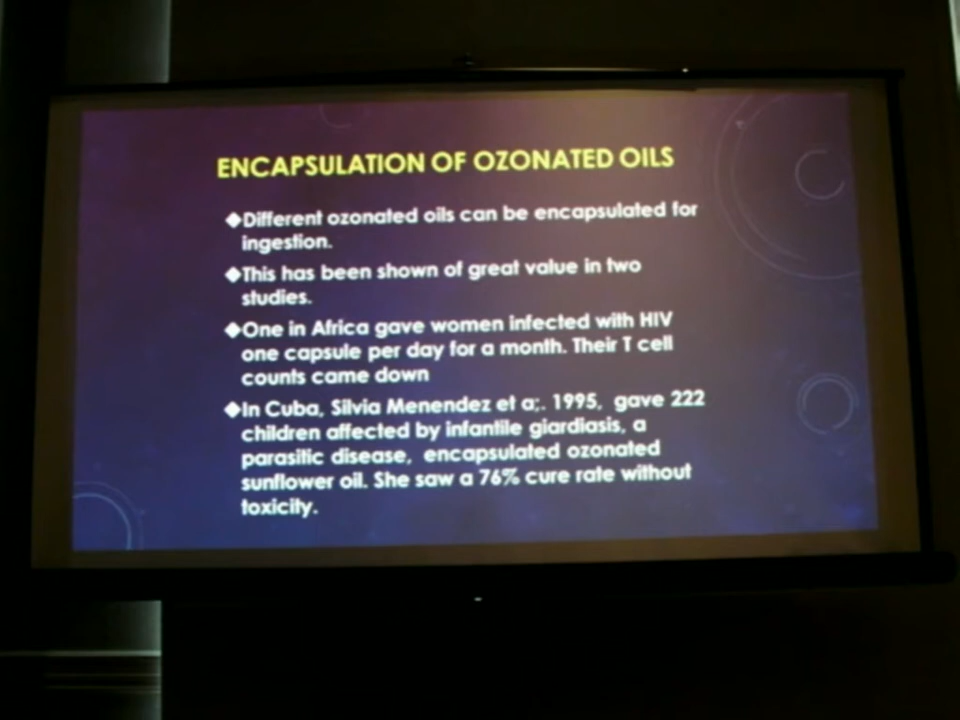 ENCAPSULATION OF OZONATED OILS
◆Different ozonated oils can be encapsulated for
ingestion.
◆This has been shown of great value in two
studies.
◆One in Africa gave women infected with HIV
one capsule per day for a month. Their T cell
counts came down
◆In Cuba, Silvia Menendez et a;. 1995, gave 222
children affected by infantile giardiasis, a
parasitic disease, encapsulated ozonated
sunflower oil. She saw a 76% cure rate without
toxicity.